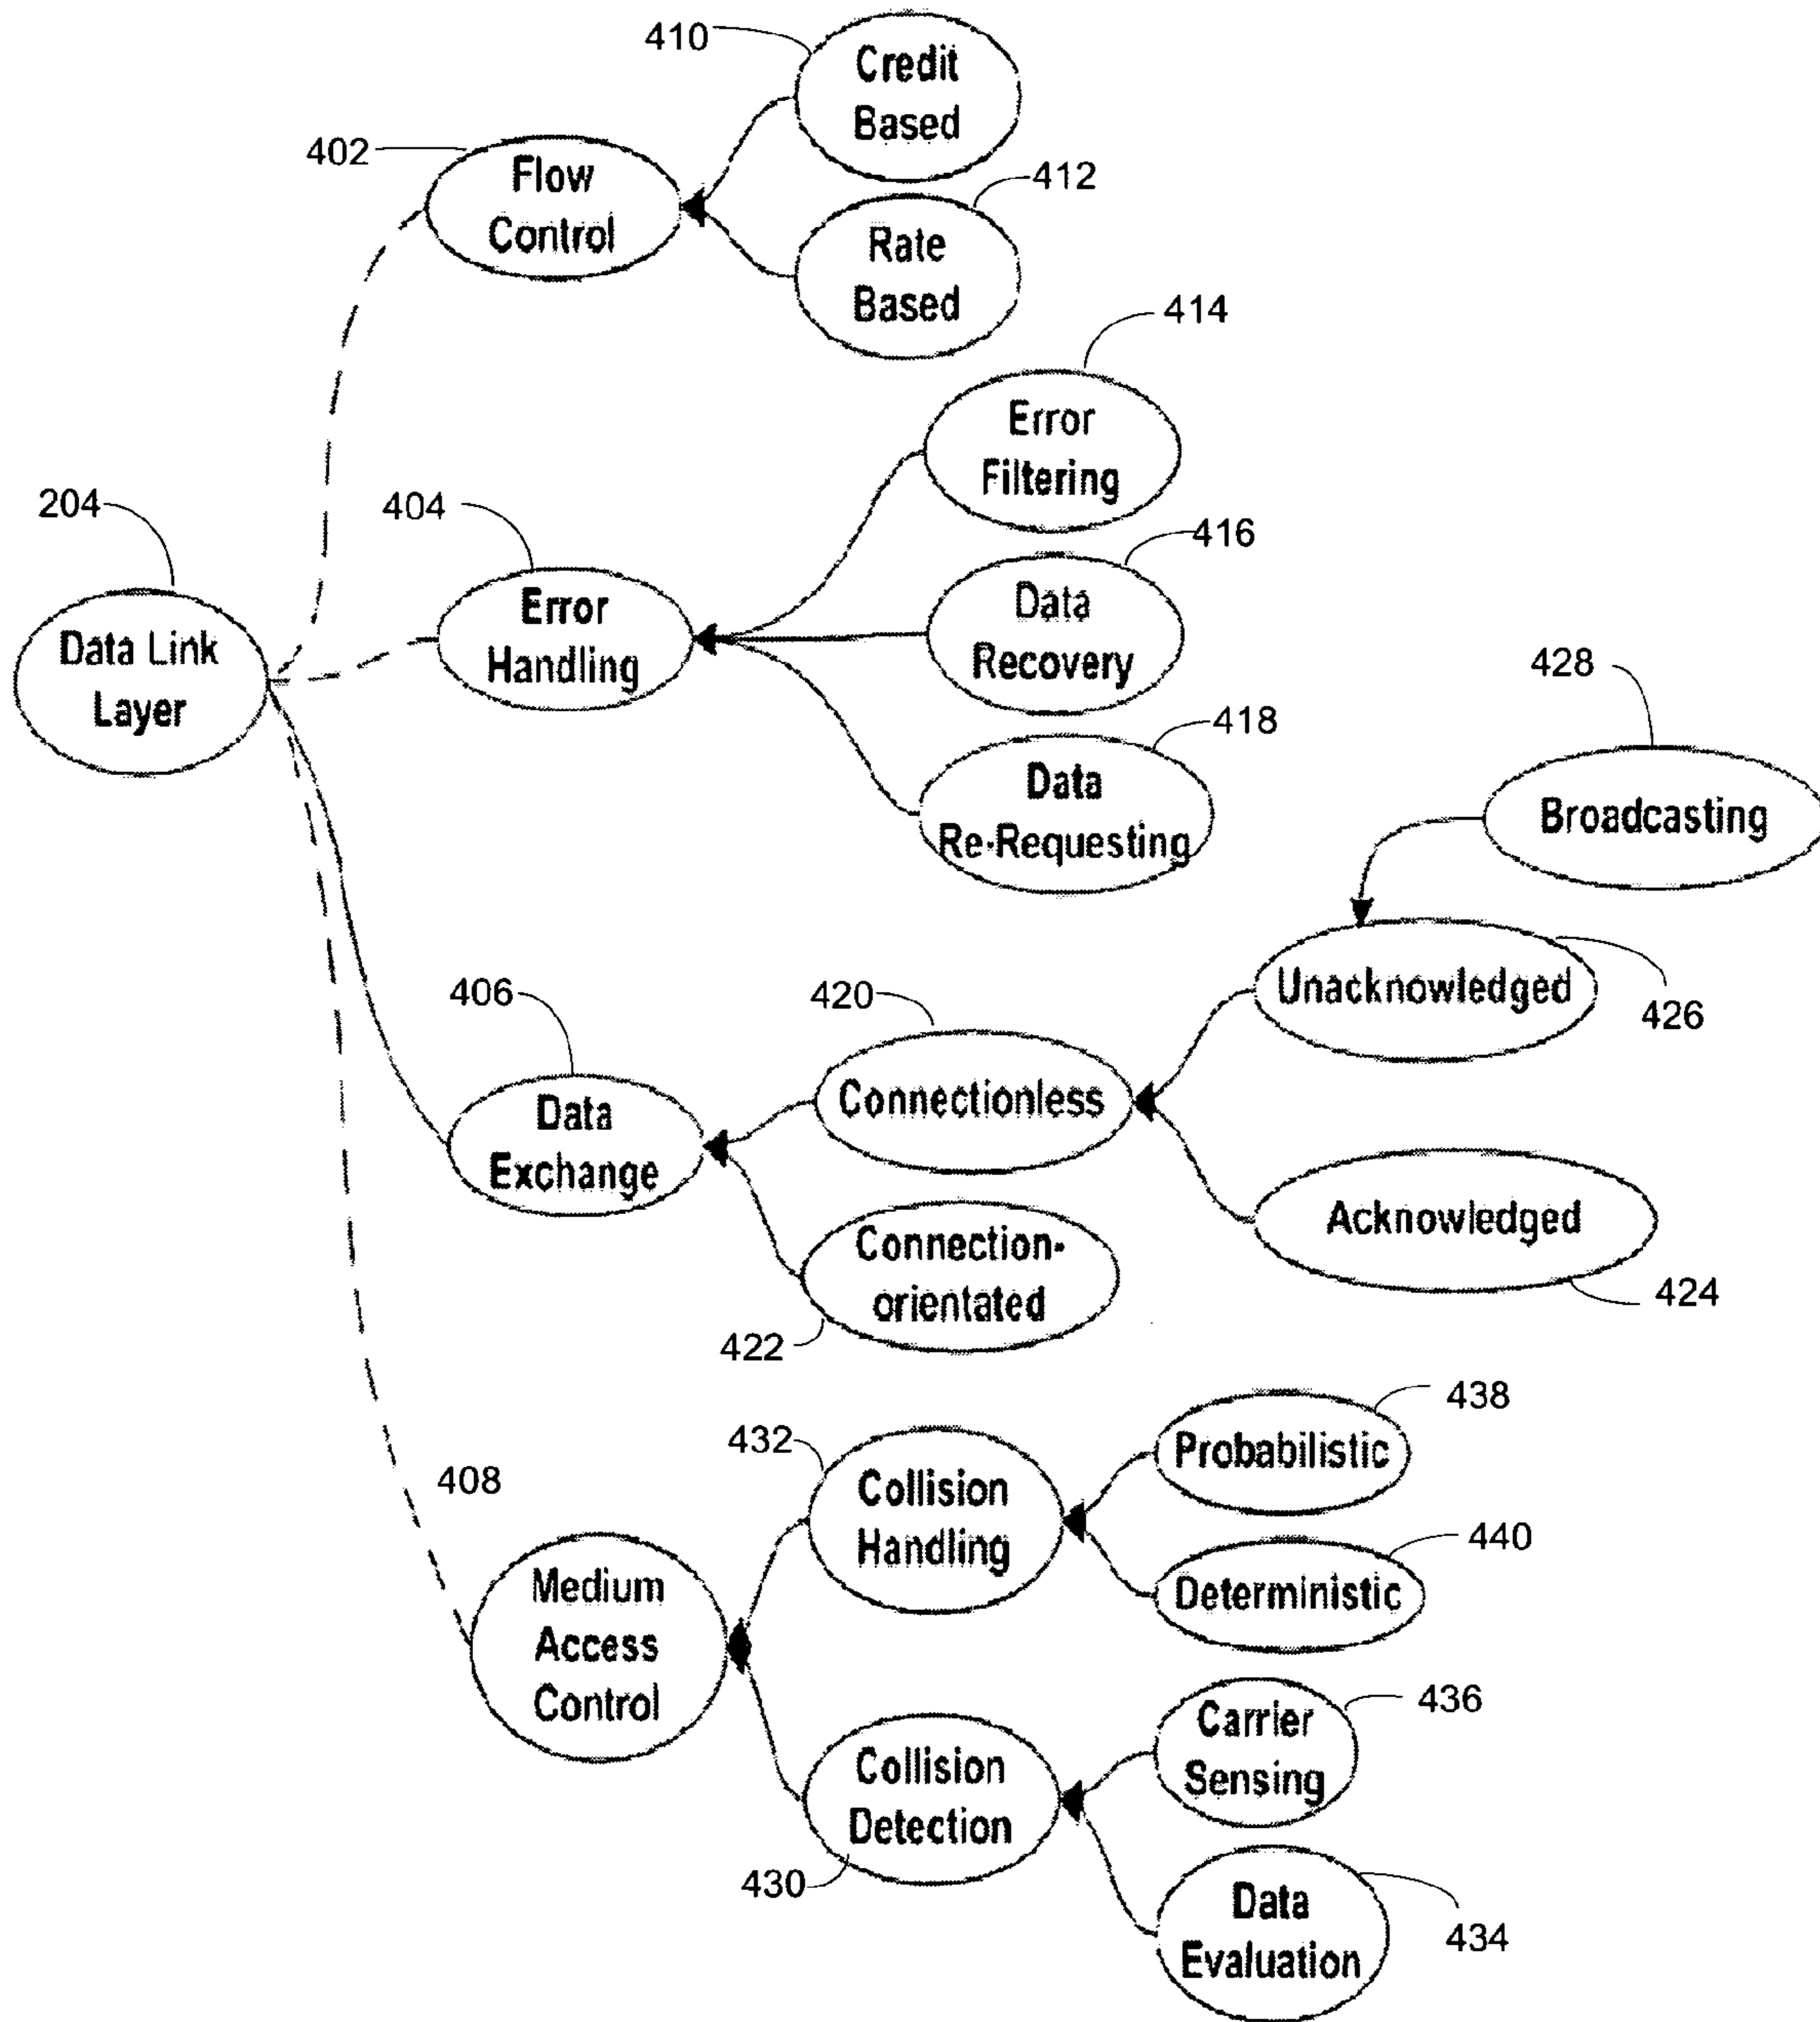 410
Credit
Based
402
Flow
Control
412
Rate
Based
414
Error
Filtering
204
Data Link
Layer
404
Error
Handling
416
Data
Recovery
418
Data
Re-Requesting
428
Broadcasting
406
Data
Exchange
420
Connectionless
Unacknowledged
426
Connection-
orientated
422
Acknowledged
424
408
Medium
Access
Control
432
Collision
Handling
438
Probabilistic
440
Deterministic
Collision
Detection
430
436
Carrier
Sensing
Data
Evaluation
434